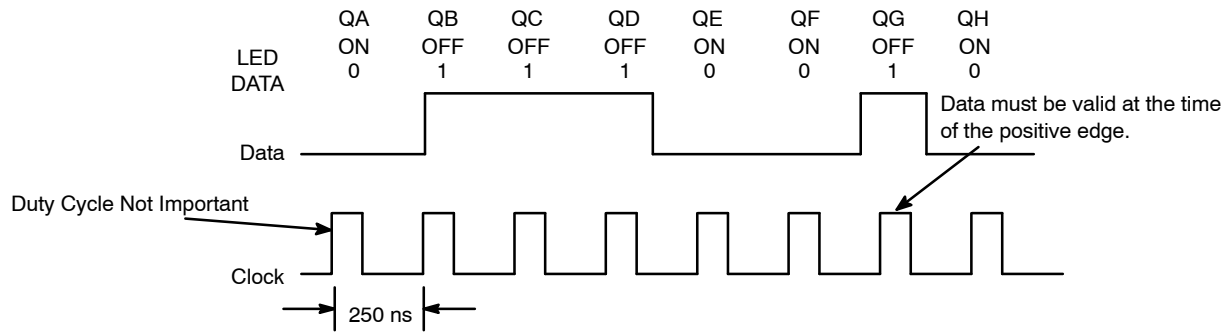 QA QB QC QD QE QF QG QH
ON OFF OFF OFF ON ON OFF ON
LED
DATA
0 1 1 1 0 0 1 0
Data must be valid at the time
of the positive edge.
Data
Duty Cycle Not Important
Clock
250 ns